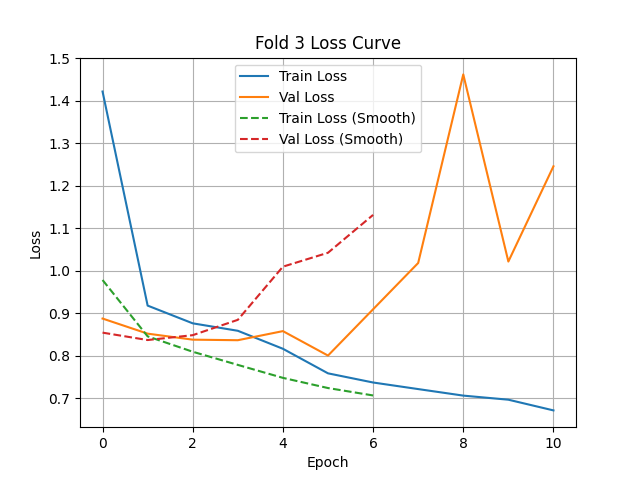 Fold 3 Loss Curve
Train Loss
Val Loss
Train Loss (Smooth)
Val Loss (Smooth)
Loss
1.5
1.4
1.3
1.2
1.1
1.0
0.9
0.8
0.7
0 2 4 6 8 10
Epoch